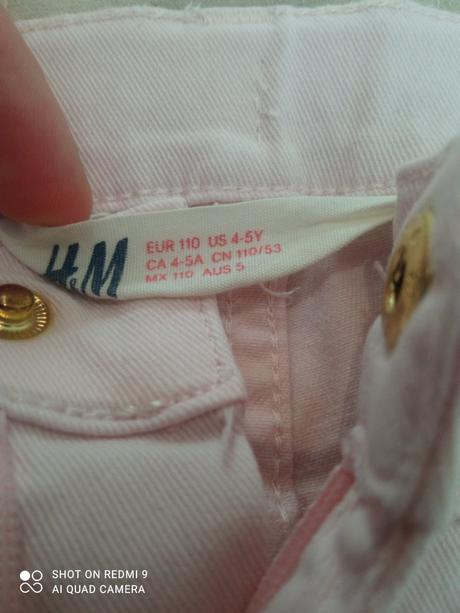 H&M
EUR 110 US 4-5Y
CA 4-5A CN 110/53
MX 110 AUS 5
SHOT ON REDMI 9
AI QUAD CAMERA